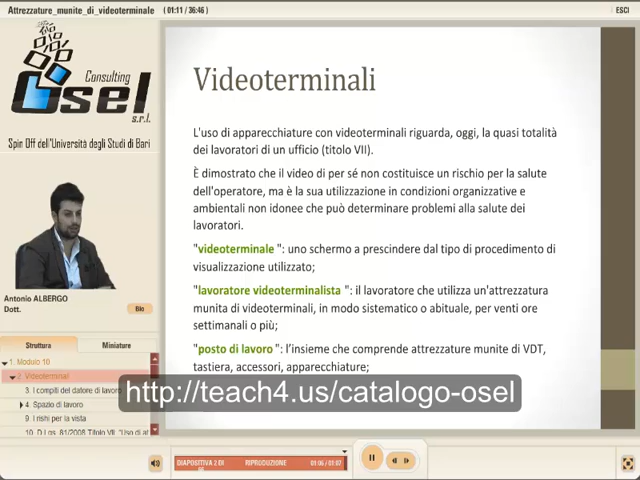 Attrezzature_munite_di_videoterminale (01:11 / 36:46)
ESCI
Consulting
Osel
s.r.l.
Spin Off dell'Università degli Studi di Bari
Antonio ALBERGO
Dott.
Bio
Struttura
Miniature
1. Modulo 10
2. Videoterminali
3. I compiti del datore di lavoro
4. Spazio di lavoro
9. I rishi per la vista
10. D.Lgs. 81/2008 Titolo VII. "Uso di at
Videoterminali
L'uso di apparecchiature con videoterminali riguarda, oggi, la quasi totalità
dei lavoratori di un ufficio (titolo VII).
È dimostrato che il video di per sé non costituisce un rischio per la salute
dell'operatore, ma è la sua utilizzazione in condizioni organizzative e
ambientali non idonee che può determinare problemi alla salute dei
lavoratori.
"videoterminale ": uno schermo a prescindere dal tipo di procedimento di
visualizzazione utilizzato;
"lavoratore videoterminalista ": il lavoratore che utilizza un'attrezzatura
munita di videoterminali, in modo sistematico o abituale, per venti ore
settimanali o più;
"posto di lavoro": l'insieme che comprende attrezzature munite di VDT,
tastiera, accessori, apparecchiature;
http://teach4.us/catalogo-osel
DIAPOSITIVA 2 DI
RIPRODUZIONE
01:06 / 01:07